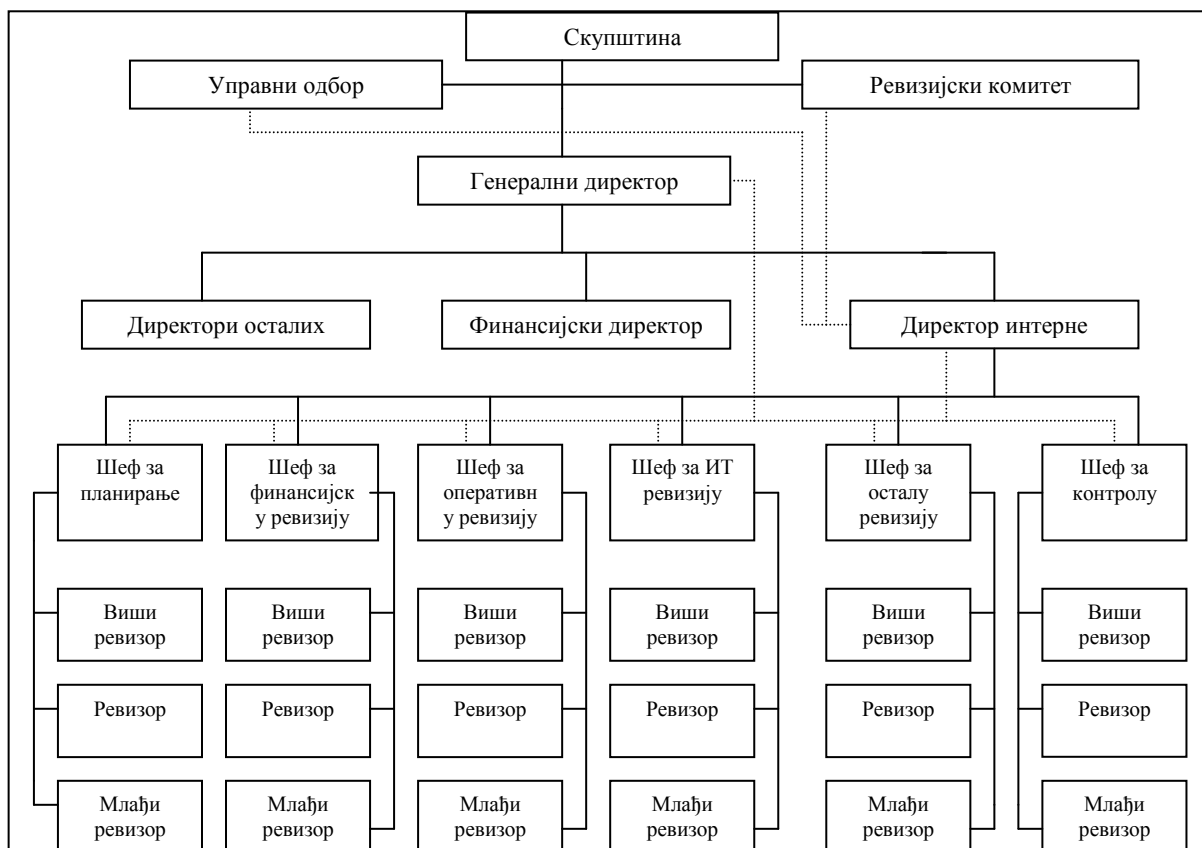 Скупштина
Управни одбор
Ревизијски комитет
Генерални директор
Директори осталих
Финансијски директор
Директор интерне
Шеф за
планирање
Шеф за
финансијск
у ревизију
Шеф за
оперативн
у ревизију
Шеф за ИТ
ревизију
Шеф за
осталу
ревизију
Шеф за
контролу
Виши
ревизор
Виши
ревизор
Виши
ревизор
Виши
ревизор
Виши
ревизор
Виши
ревизор
Ревизор
Ревизор
Ревизор
Ревизор
Ревизор
Ревизор
Млађи
ревизор
Млађи
ревизор
Млађи
ревизор
Млађи
ревизор
Млађи
ревизор
Млађи
ревизор